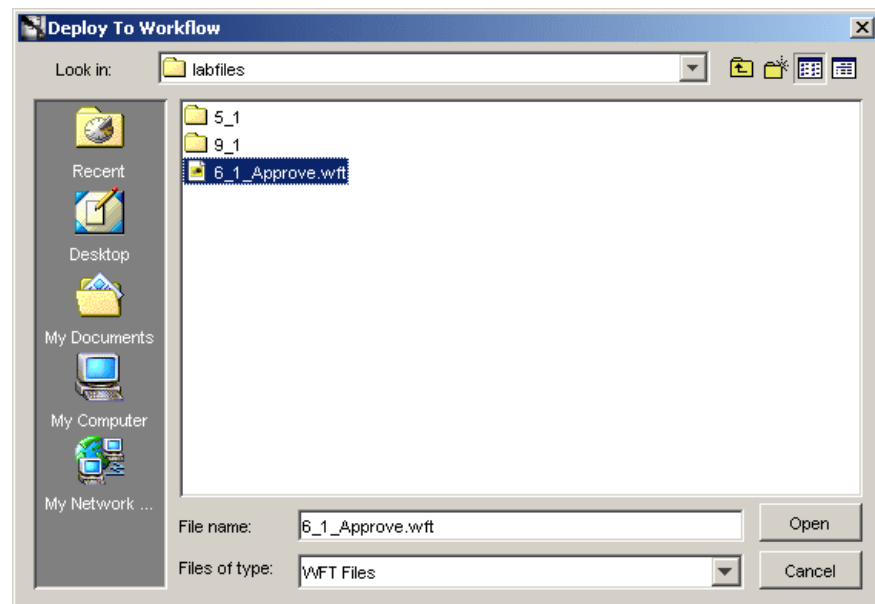 Deploy To Workflow
Look in:
labfiles
5_1
9_1
6_1_Approve.wft
Recent
Desktop
My Documents
My Computer
My Network ...
File name:
6_1_Approve.wft
Open
Files of type:
WFT Files
Cancel